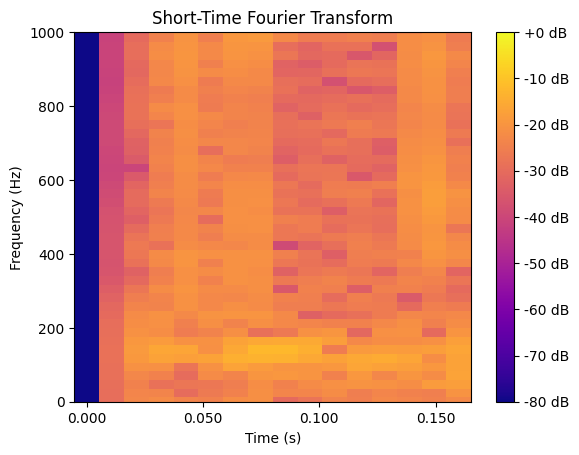 Short-Time Fourier Transform
1000
800
600
400
200
0
Frequency (Hz)
0.000
0.050
0.100
0.150
Time (s)
+0 dB
-10 dB
-20 dB
-30 dB
-40 dB
-50 dB
-60 dB
-70 dB
-80 dB